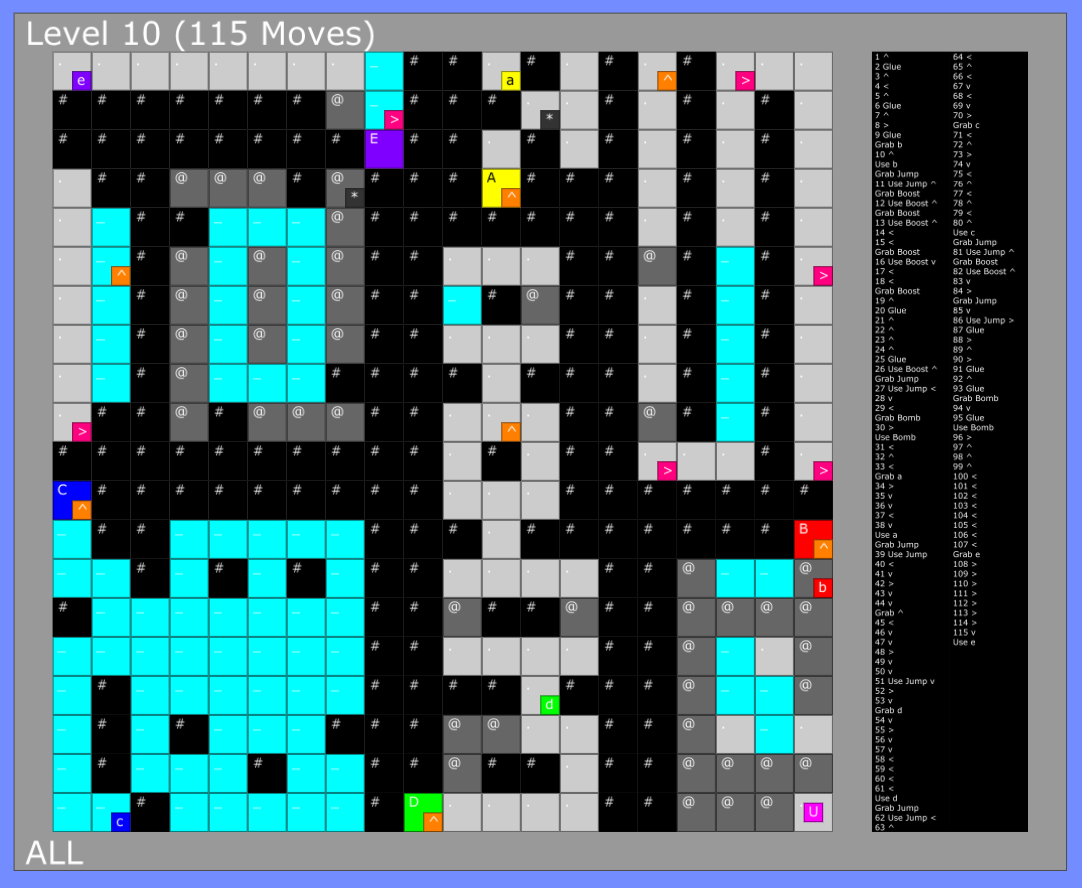 Level 10 (115 Moves)
. e . . . . . . . _ # # . a # . # . ^ # . > . .
# # # # # # # @ _ > # # # . * . # . # . # .
# # # # # # # # E # # . # . # . # . # .
. # # @ @ @ # @ * # # # A ^ # # # . # . # .
. _ # # _ _ _ @ # # # # # # # . # . # .
. _ ^ # @ _ @ _ @ # # . . . # # @ # _ # . >
. _ # @ _ @ _ @ # # _ # @ # # . # _ # .
. _ # @ _ @ _ @ # # . . . # # . # _ # .
. _ # @ _ _ _ # # # # . # # # . # _ # .
. > # # @ # @ @ @ # # . . ^ . # # @ # _ # .
# # # # # # # # # # . # . # # . > . . # . >
C ^ # # # # # # # # # . . . # # # # # # #
_ # # _ _ _ _ _ # # # . # # # # # # # B ^
_ _ # _ # _ # _ # # . . . . # # @ _ _ @ b
# _ _ _ _ _ _ _ # # @ # # @ # # @ @ @ @
_ _ _ _ _ _ _ _ # # . . . . # # @ _ . @
_ # _ _ _ _ _ _ # # # # . d # # # @ _ _ @
_ # _ # _ _ _ # # # @ @ . . # # @ . _ .
_ # _ _ _ # _ _ # # @ # # . # # @ @ @ @
_ _ c # _ _ _ _ _ # D ^ . . . . # # @ @ @ U
ALL
1 ^
2 Glue
3 ^
4 <
5 ^
6 Glue
7 ^
8 >
9 Glue
Grab b
10 ^
Use b
Grab Jump
11 Use Jump ^
Grab Boost
12 Use Boost ^
Grab Boost
13 Use Boost ^
14 <
15 <
Grab Boost
16 Use Boost v
17 <
18 <
Grab Boost
19 ^
20 Glue
21 ^
22 ^
23 ^
24 ^
25 Glue
26 Use Boost ^
Grab Jump
27 Use Jump <
28 v
29 <
Grab Bomb
30 >
Use Bomb
31 <
32 ^
33 <
Grab a
34 >
35 v
36 v
37 <
38 v
Use a
Grab Jump
39 Use Jump
40 <
41 v
42 >
43 v
44 v
Grab ^
45 <
46 v
47 v
48 >
49 v
50 v
51 Use Jump v
52 >
53 v
Grab d
54 v
55 >
56 v
57 v
58 <
59 <
60 <
61 <
Use d
Grab Jump
62 Use Jump <
63 ^
64 <
65 ^
66 <
67 v
68 <
69 v
70 >
Grab c
71 <
72 ^
73 >
74 v
75 <
76 ^
77 <
78 ^
79 <
80 ^
Use c
Grab Jump
81 Use Jump ^
Grab Boost
82 Use Boost ^
83 v
84 >
Grab Jump
85 v
86 Use Jump >
87 Glue
88 >
89 ^
90 >
91 Glue
92 ^
93 Glue
Grab Bomb
94 v
95 Glue
Use Bomb
96 >
97 ^
98 ^
99 ^
100 <
101 <
102 <
103 <
104 <
105 <
106 <
107 <
Grab e
108 >
109 >
110 >
111 >
112 >
113 >
114 >
115 v
Use e